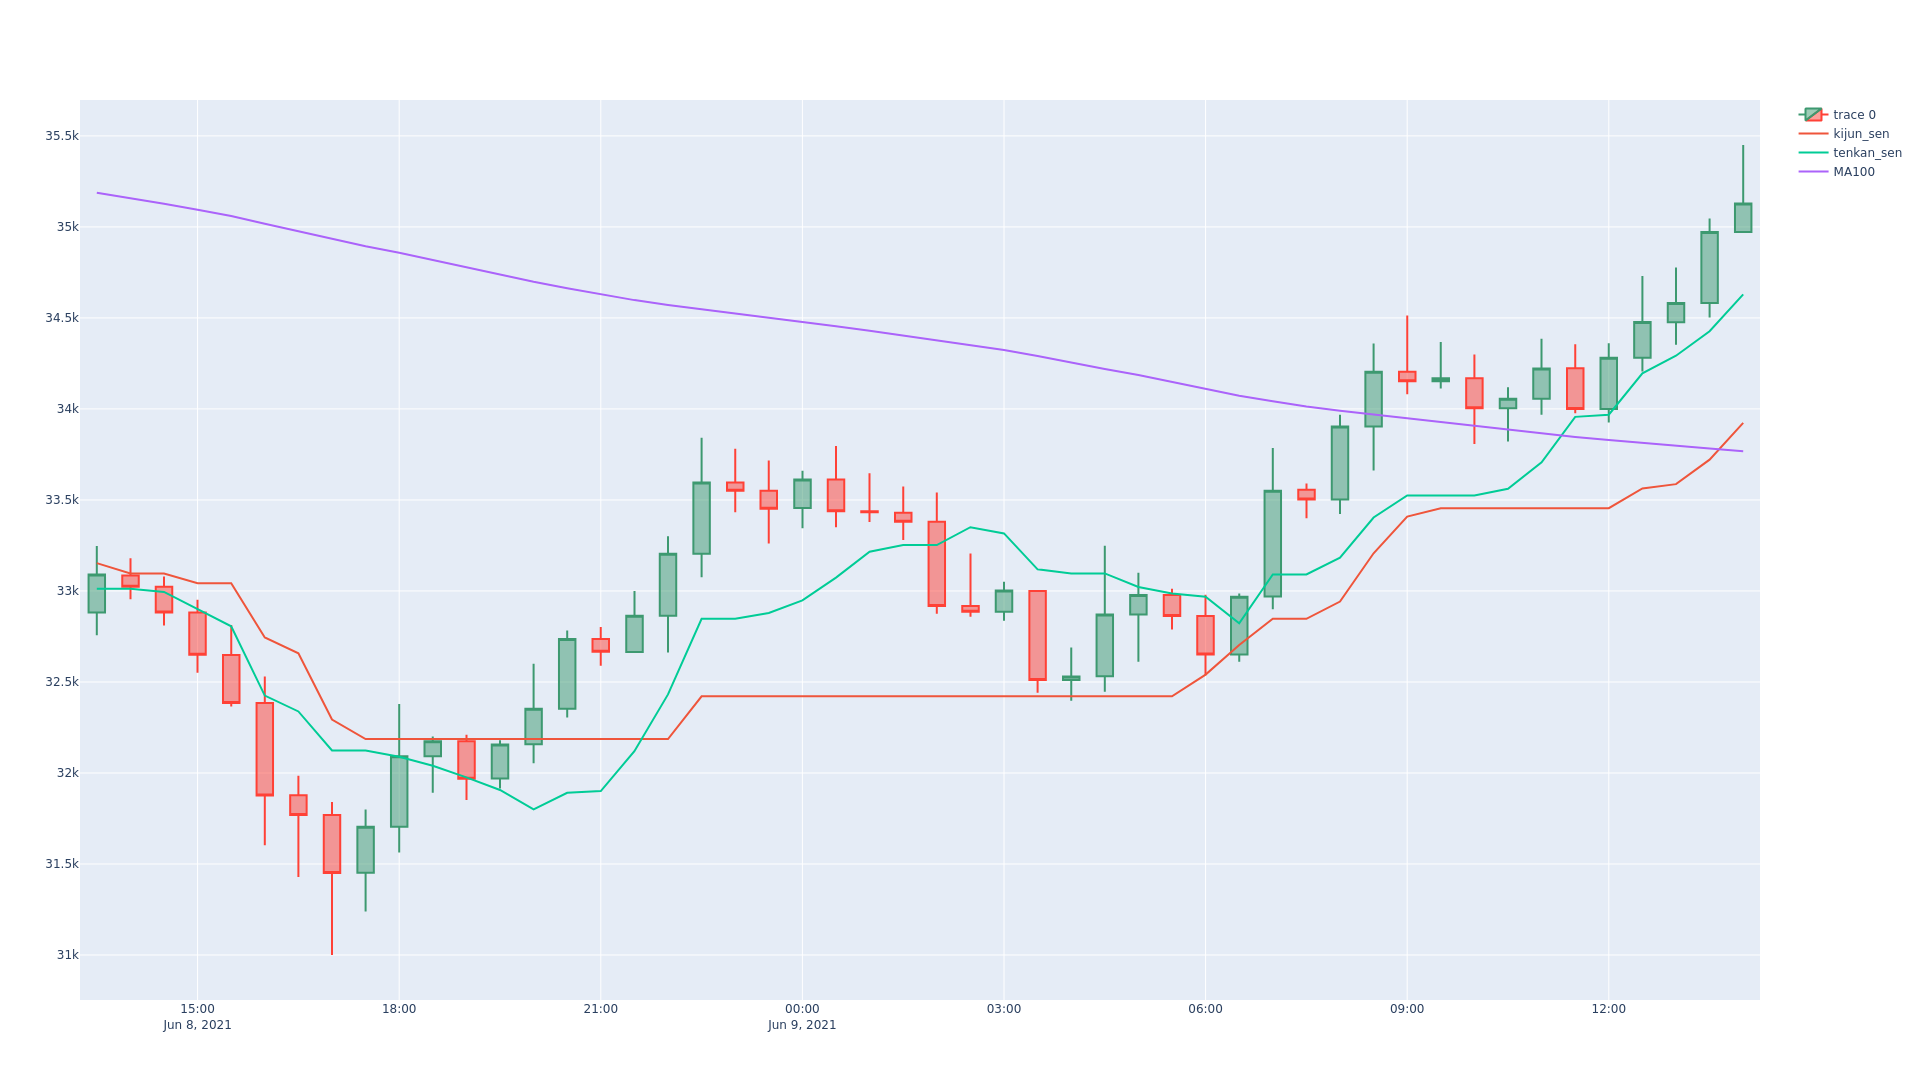 35.5k
35k
34.5k
34k
33.5k
33k
32.5k
32k
31.5k
31k
15:00 18:00 21:00 00:00 03:00 06:00 09:00 12:00
Jun 8, 2021 Jun 9, 2021
trace 0
kijun_sen
tenkan_sen
MA100